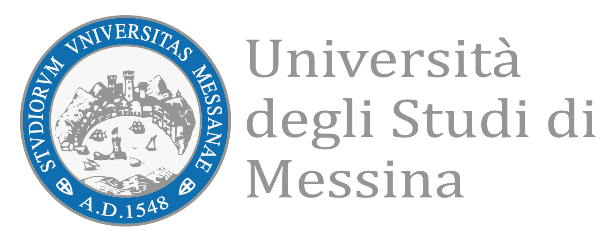 STVDIORVM VNIVERSITAS MESSANAE
A.D.1548
Università
degli Studi di
Messina